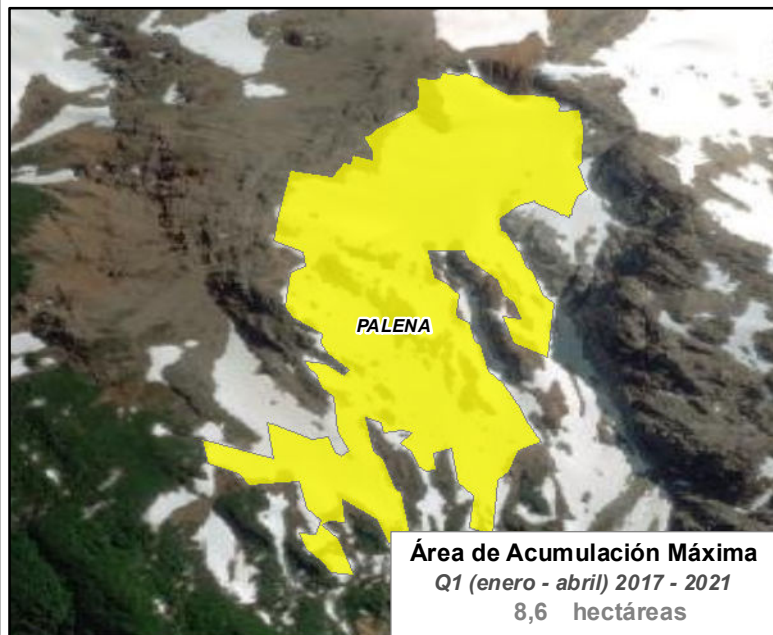 PALENA
Área de Acumulación Máxima
Q1 (enero - abril) 2017 - 2021
8,6 hectáreas